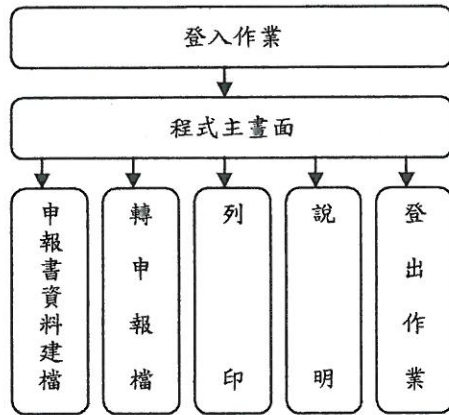 登入作業
程式主畫面
申報書資料建檔
轉申報檔
列印
說明
登出作業